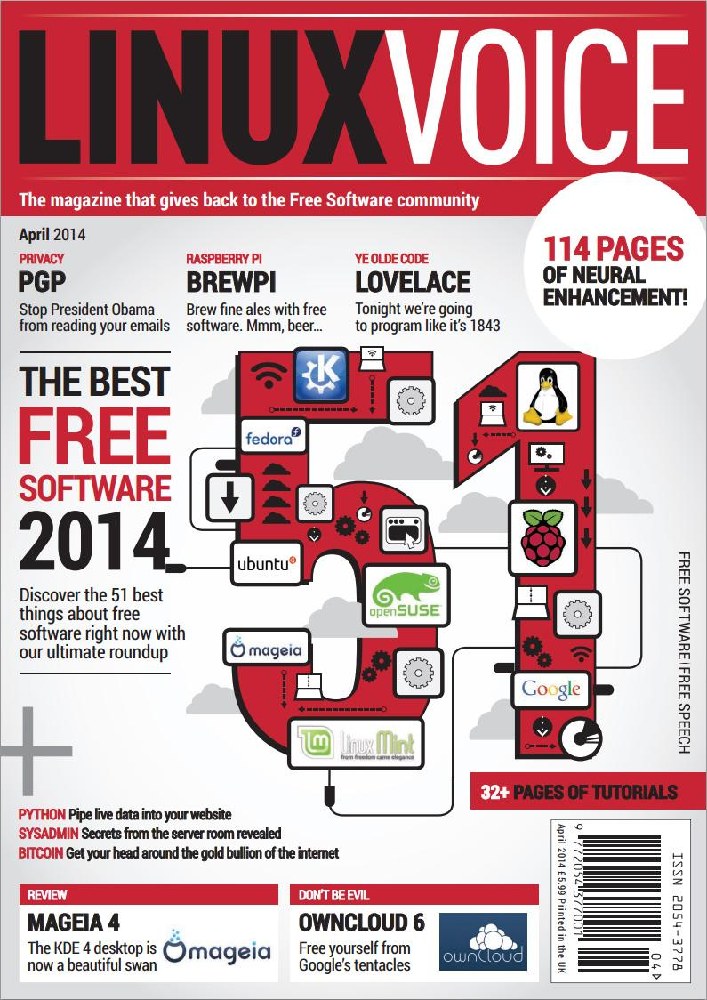 LINUXVOICE
The magazine that gives back to the Free Software community
April 2014
114 PAGES
OF NEURAL
ENHANCEMENT!
PRIVACY
PGP
Stop President Obama
from reading your emails
RASPBERRY PI
BREWPI
Brew fine ales with free
software. Mmm, beer...
YE OLDE CODE
LOVELACE
Tonight we're going
to program like it's 1843
THE BEST
FREE
SOFTWARE
2014
Discover the 51 best
things about free
software right now with
our ultimate roundup
51
K
fedora
ubuntu
openSUSE
mageia
Google
Linux Mint
from freedom came elegance
FREE SOFTWARE | FREE SPEECH
32+ PAGES OF TUTORIALS
PYTHON Pipe live data into your website
SYSADMIN Secrets from the server room revealed
BITCOIN Get your head around the gold bullion of the internet
REVIEW
MAGEIA 4
The KDE 4 desktop is
now a beautiful swan
mageia
DON'T BE EVIL
OWNCLOUD 6
Free yourself from
Google's tentacles
ownCloud
April 2014 £5.99 Printed in the UK
9 772054 377001
04
ISSN 2054-3778